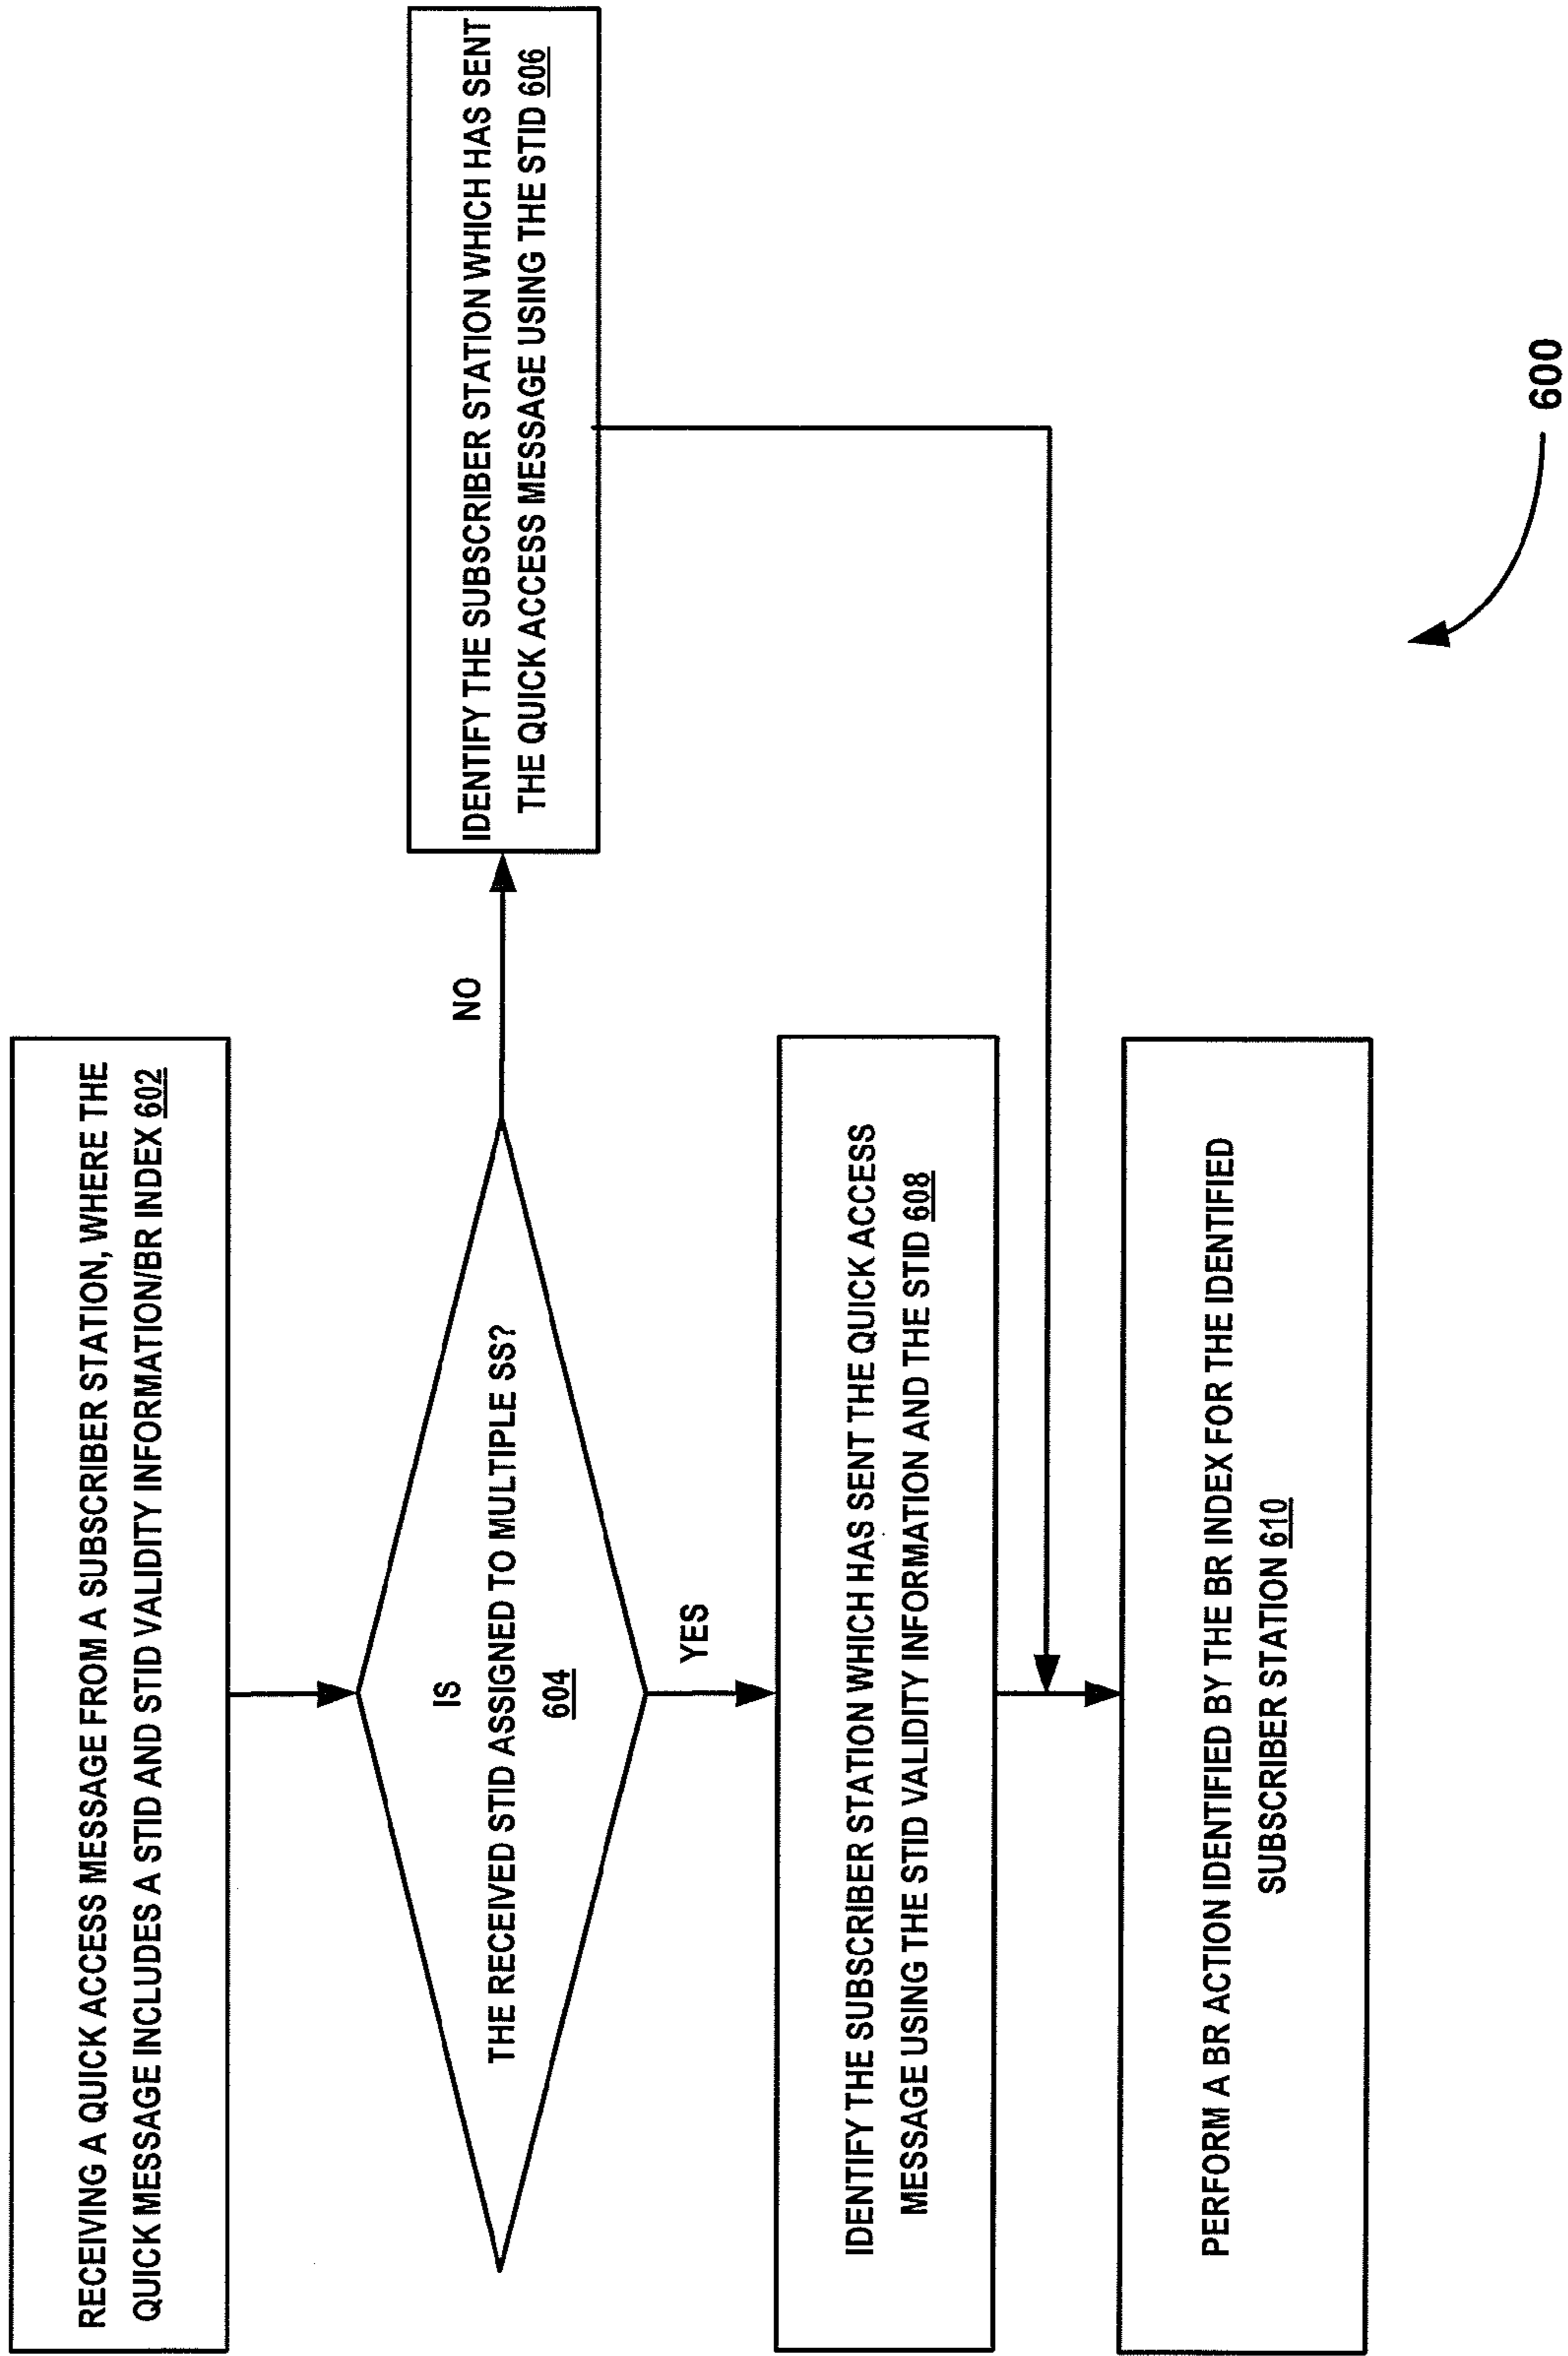 RECEIVING A QUICK ACCESS MESSAGE FROM A SUBSCRIBER STATION, WHERE THE
QUICK MESSAGE INCLUDES A STID AND STID VALIDITY INFORMATION/BR INDEX 602
IS
THE RECEIVED STID ASSIGNED TO MULTIPLE SS?
604
NO
IDENTIFY THE SUBSCRIBER STATION WHICH HAS SENT
THE QUICK ACCESS MESSAGE USING THE STID 606
YES
IDENTIFY THE SUBSCRIBER STATION WHICH HAS SENT THE QUICK ACCESS
MESSAGE USING THE STID VALIDITY INFORMATION AND THE STID 608
PERFORM A BR ACTION IDENTIFIED BY THE BR INDEX FOR THE IDENTIFIED
SUBSCRIBER STATION 610
600